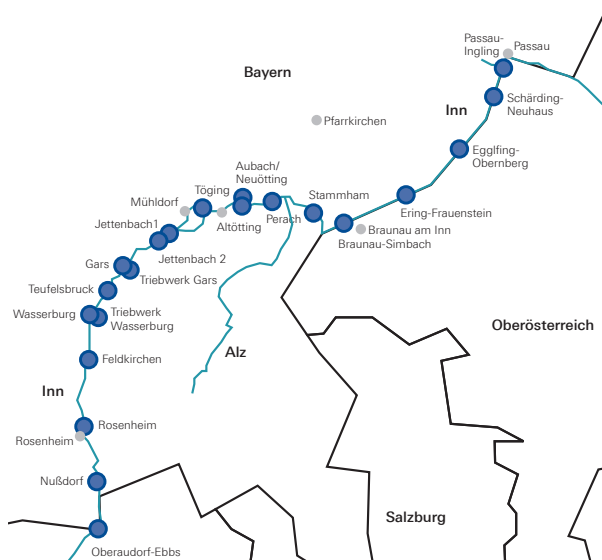 Passau-
Ingling
Passau
Bayern
Inn
Schärding-
Neuhaus
Pfarrkirchen
Egglfing-
Obernberg
Aubach/
Neuötting
Töging
Stammham
Mühldorf
Ering-Frauenstein
Jettenbach1
Altötting
Perach
Braunau am Inn
Braunau-Simbach
Jettenbach 2
Gars
Triebwerk Gars
Teufelsbruck
Wasserburg
Triebwerk
Wasserburg
Oberösterreich
Alz
Feldkirchen
Inn
Rosenheim
Rosenheim
Nußdorf
Salzburg
Oberaudorf-Ebbs